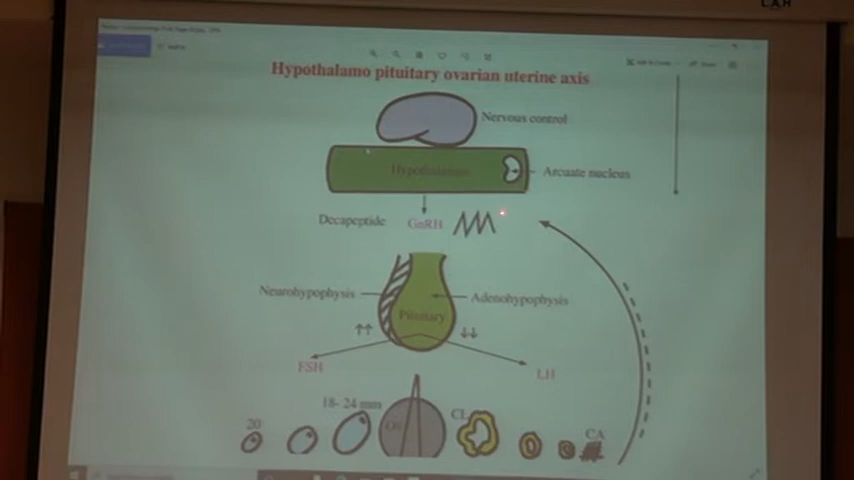 Hypothalamo pituitary ovarian uterine axis
Nervous control
Hypothalamus
Arcuate nucleus
Decapeptide GnRH
Neurohypophysis
Adenohypophysis
Pituitary
FSH
LH
18-24 mm
20
CL
CA